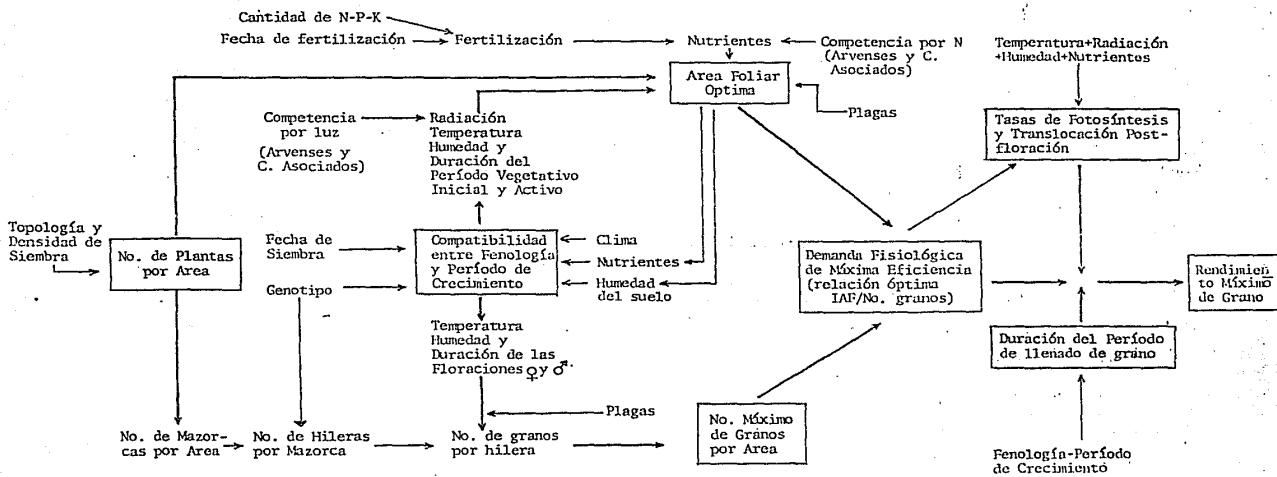 Cantidad de N-P-K
Fecha de fertilización
Fertilización
Nutrientes
Competencia por N
(Arvenses y C.
Asociados)
Temperatura+Radiación
+Humedad+Nutrientos
Area Foliar
Optima
Plagas
Competencia
por luz
(Arvenses y
C. Asociados)
Radiación
Temperatura
Humedad y
Duración del
Período Vegetativo
Inicial y Activo
Tasas de Fotosíntesis
y Translocación Post-
floración
Topología y
Densidad de
Siembra
No. de Plantas
por Area
Fecha de
Siembra
Genotipo
Compatibilidad
entre Fenología
y Período de
Crecimiento
Clima
Nutrientes
Humedad
del suelo
Demanda Fisiológica
de Máxima Eficiencia
(relación óptima
IAF/No. granos)
Rendimien
to Máximo
de Grano
Temperatura
Humedad y
Duración de las
Floraciones ♀ y ♂.
Duración del Período
de llenado de grano
Plagas
No. de Mazor-
cas por Area
No. de Hileras
por Mazorca
No. de granos
por hilera
No. Máximo
de Granos
por Area
Fenología-Período
de Crecimiento